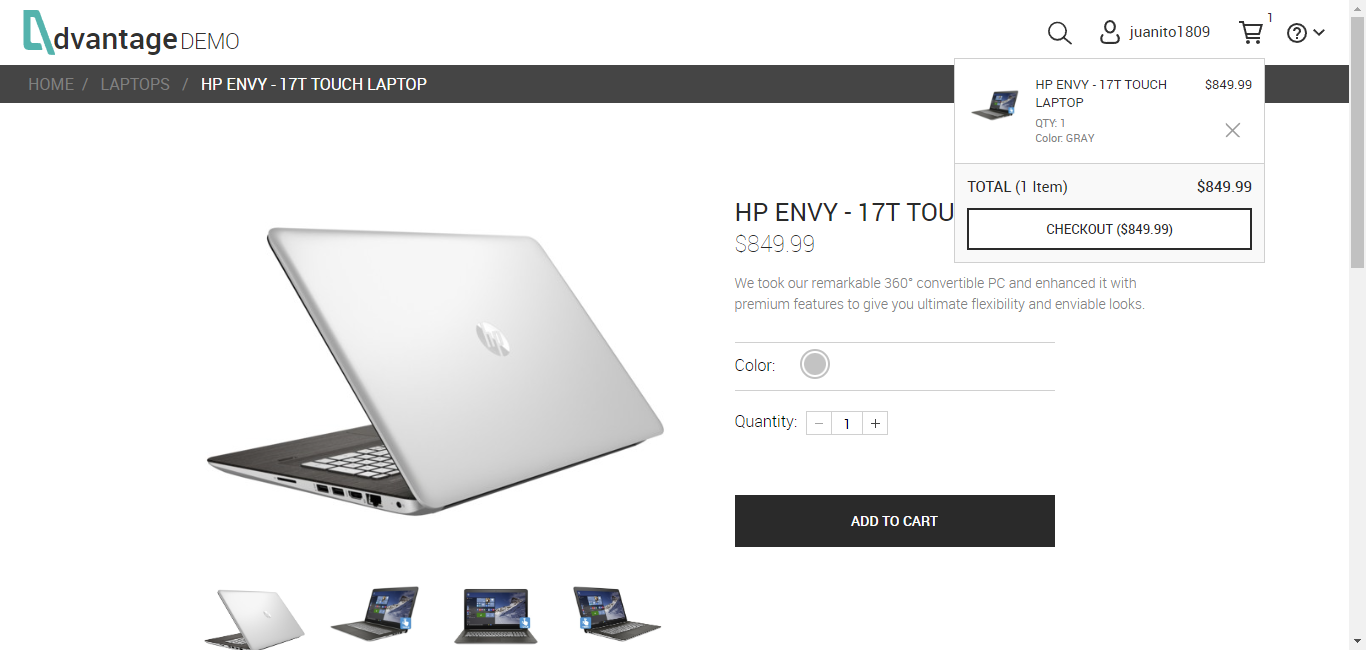 dvantage DEMO
juanito1809
1
HOME / LAPTOPS / HP ENVY - 17T TOUCH LAPTOP
HP ENVY - 17T TOUCH
LAPTOP
$849.99
QTY: 1
Color: GRAY
TOTAL (1 Item) $849.99
CHECKOUT ($849.99)
HP ENVY - 17T TOU
$849.99
We took our remarkable 360° convertible PC and enhanced it with
premium features to give you ultimate flexibility and enviable looks.
Color:
Quantity: − 1 +
ADD TO CART